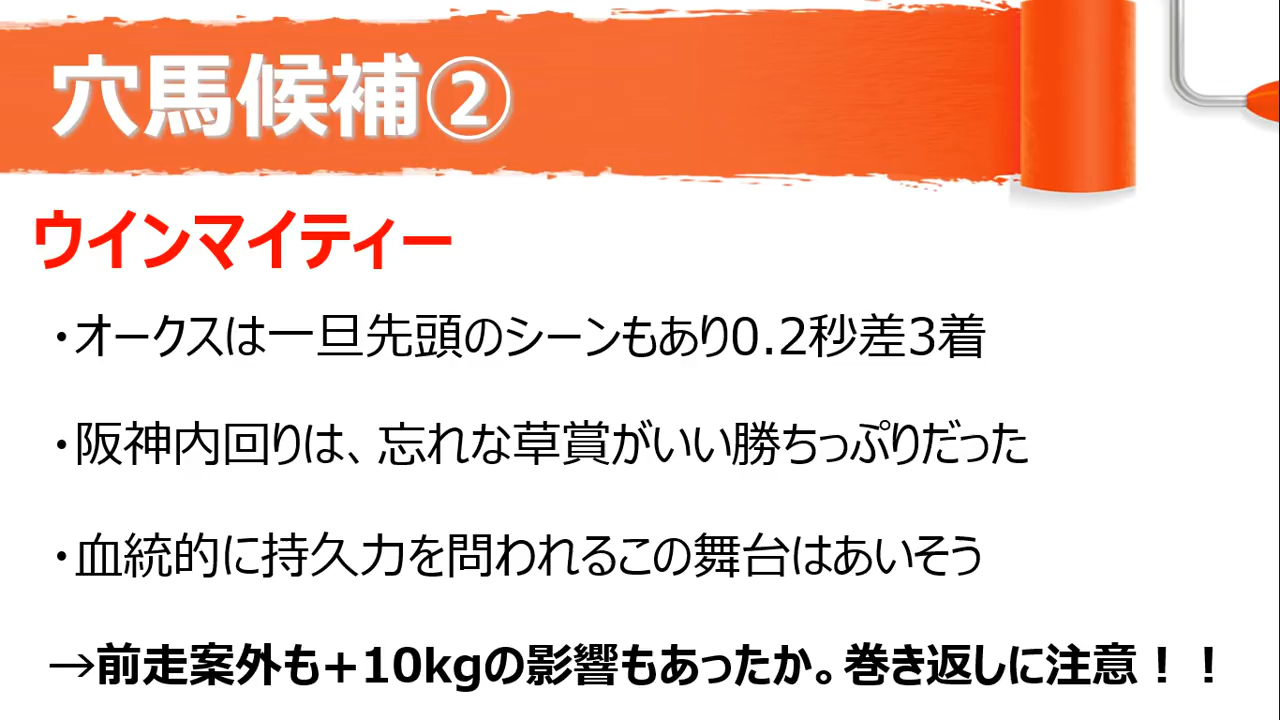 穴馬候補②
ウインマイティー
・オークスは一旦先頭のシーンもあり0.2秒差3着
・阪神内回りは、忘れな草賞がいい勝ちっぷりだった
・血統的に持久力を問われるこの舞台はあいそう
→前走案外も+10kgの影響もあったか。巻き返しに注意！！